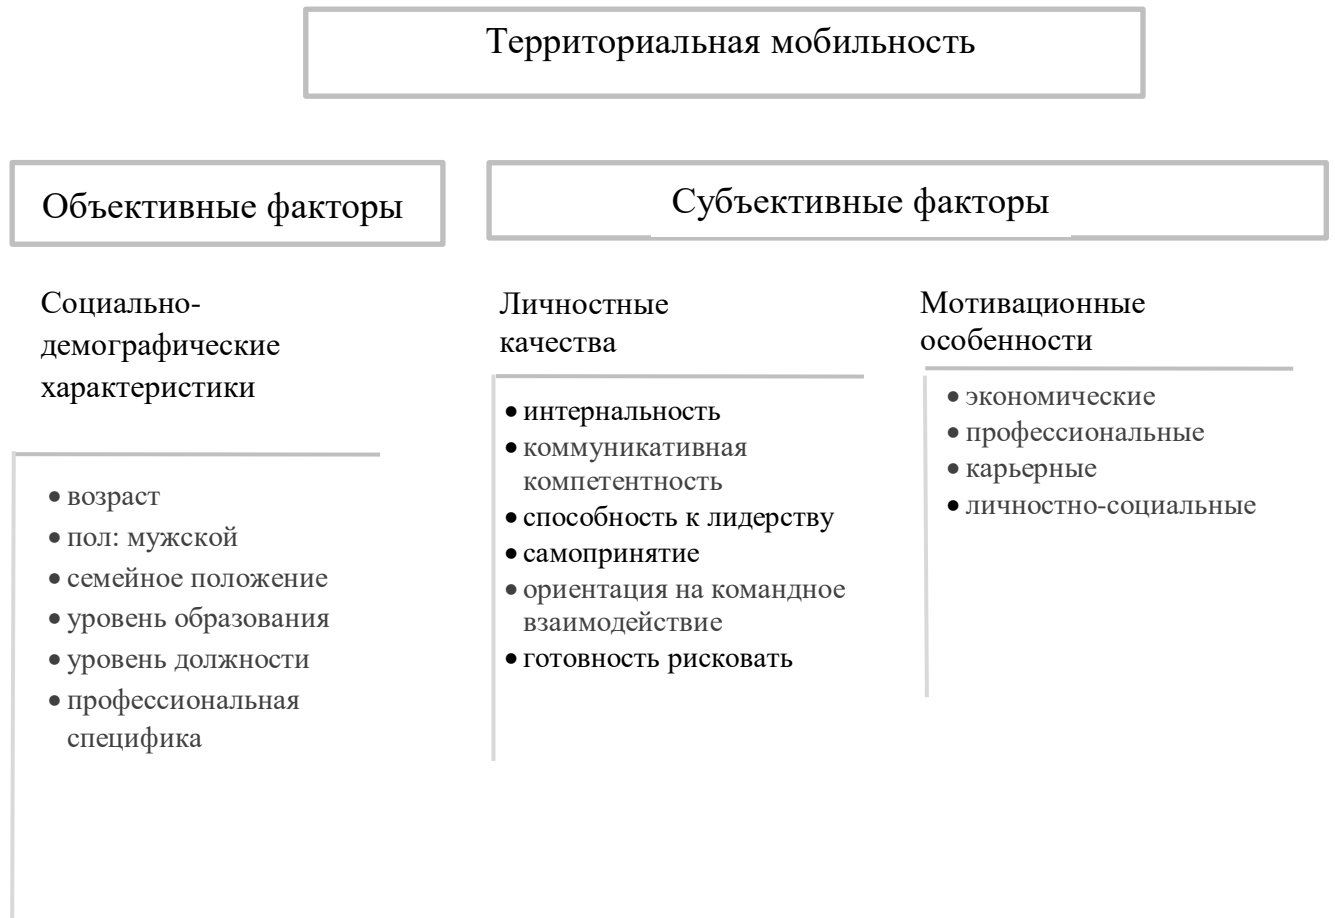 Территориальная мобильность
Объективные факторы
Субъективные факторы
Социально-
демографические
характеристики
• возраст
• пол: мужской
• семейное положение
• уровень образования
• уровень должности
• профессиональная
специфика
Личностные
качества
• интернальность
• коммуникативная
компетентность
• способность к лидерству
• самопринятие
• ориентация на командное
взаимодействие
• готовность рисковать
Мотивационные
особенности
• экономические
• профессиональные
• карьерные
• личностно-социальные